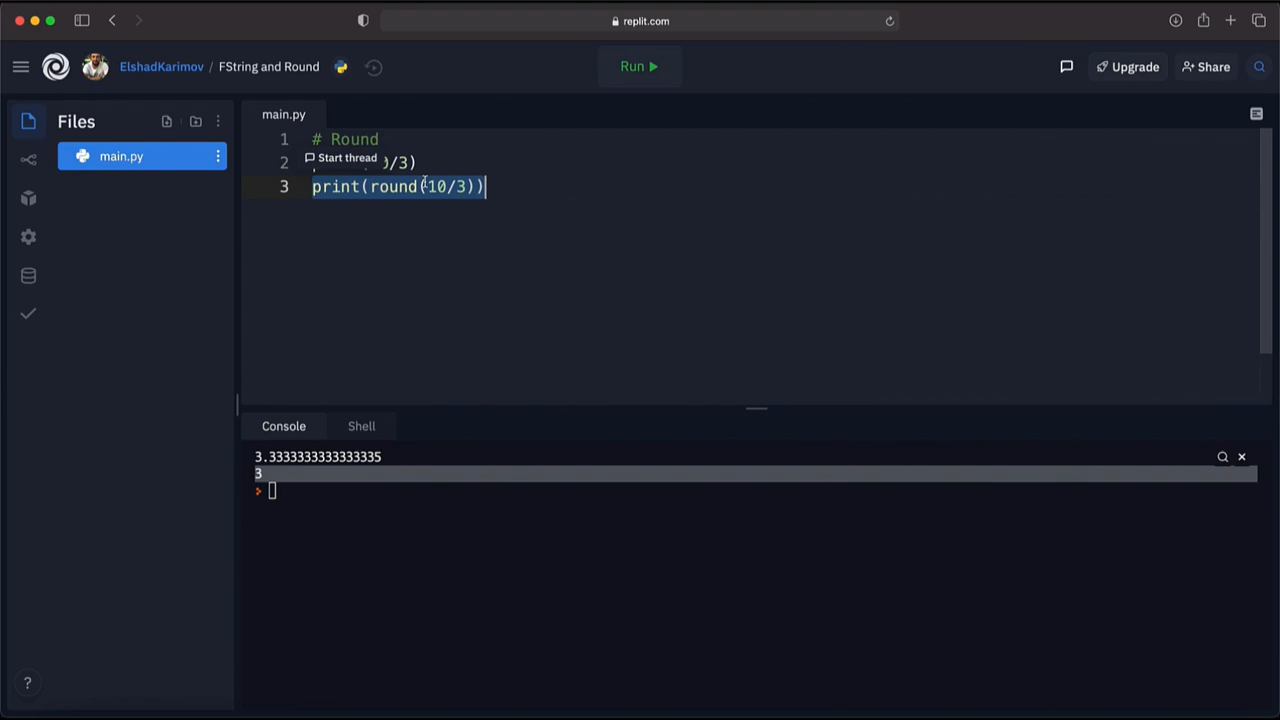 replit.com
ElshadKarimov / FString and Round
Run
Upgrade
Share
Files
main.py
main.py
1 # Round
Start thread
2 /3)
3 print(round(10/3))
Console
Shell
3.3333333333333335
3
?